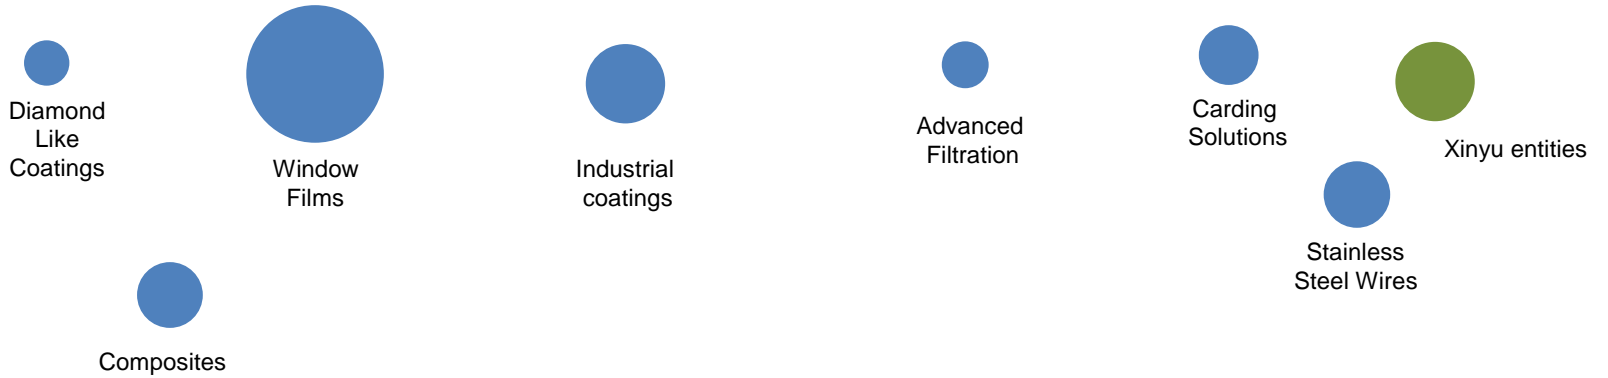 Diamond
Like
Coatings
Window
Films
Industrial
coatings
Advanced
Filtration
Carding
Solutions
Xinyu entities
Stainless
Steel Wires
Composites